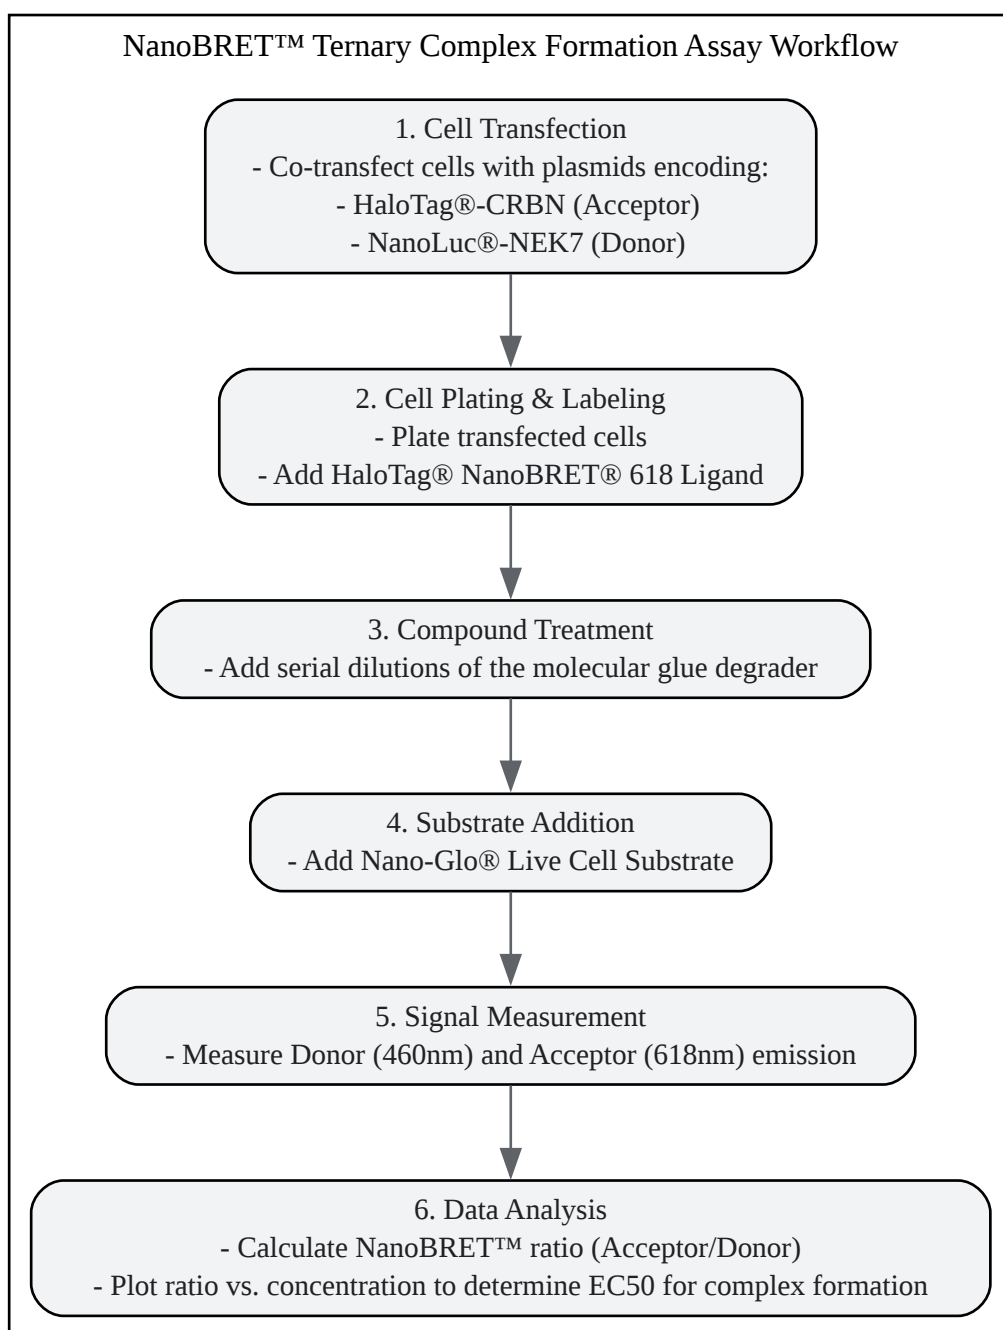 NanoBRET™ Ternary Complex Formation Assay Workflow
1. Cell Transfection
- Co-transfect cells with plasmids encoding:
- HaloTag®-CRBN (Acceptor)
- NanoLuc®-NEK7 (Donor)
2. Cell Plating & Labeling
- Plate transfected cells
- Add HaloTag® NanoBRET® 618 Ligand
3. Compound Treatment
- Add serial dilutions of the molecular glue degrader
4. Substrate Addition
- Add Nano-Glo® Live Cell Substrate
5. Signal Measurement
- Measure Donor (460nm) and Acceptor (618nm) emission
6. Data Analysis
- Calculate NanoBRET™ ratio (Acceptor/Donor)
- Plot ratio vs. concentration to determine EC50 for complex formation